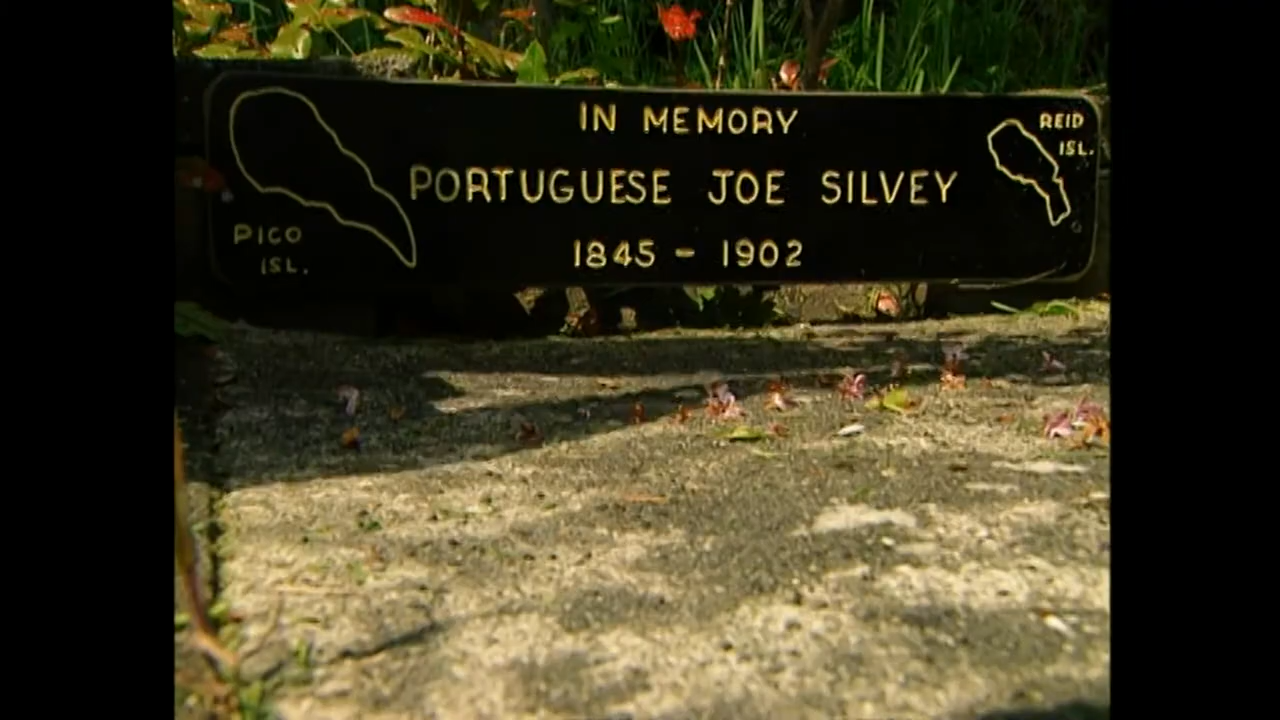 IN MEMORY
PORTUGUESE JOE SILVEY
1845 - 1902
PICO
ISL.
REID
ISL.